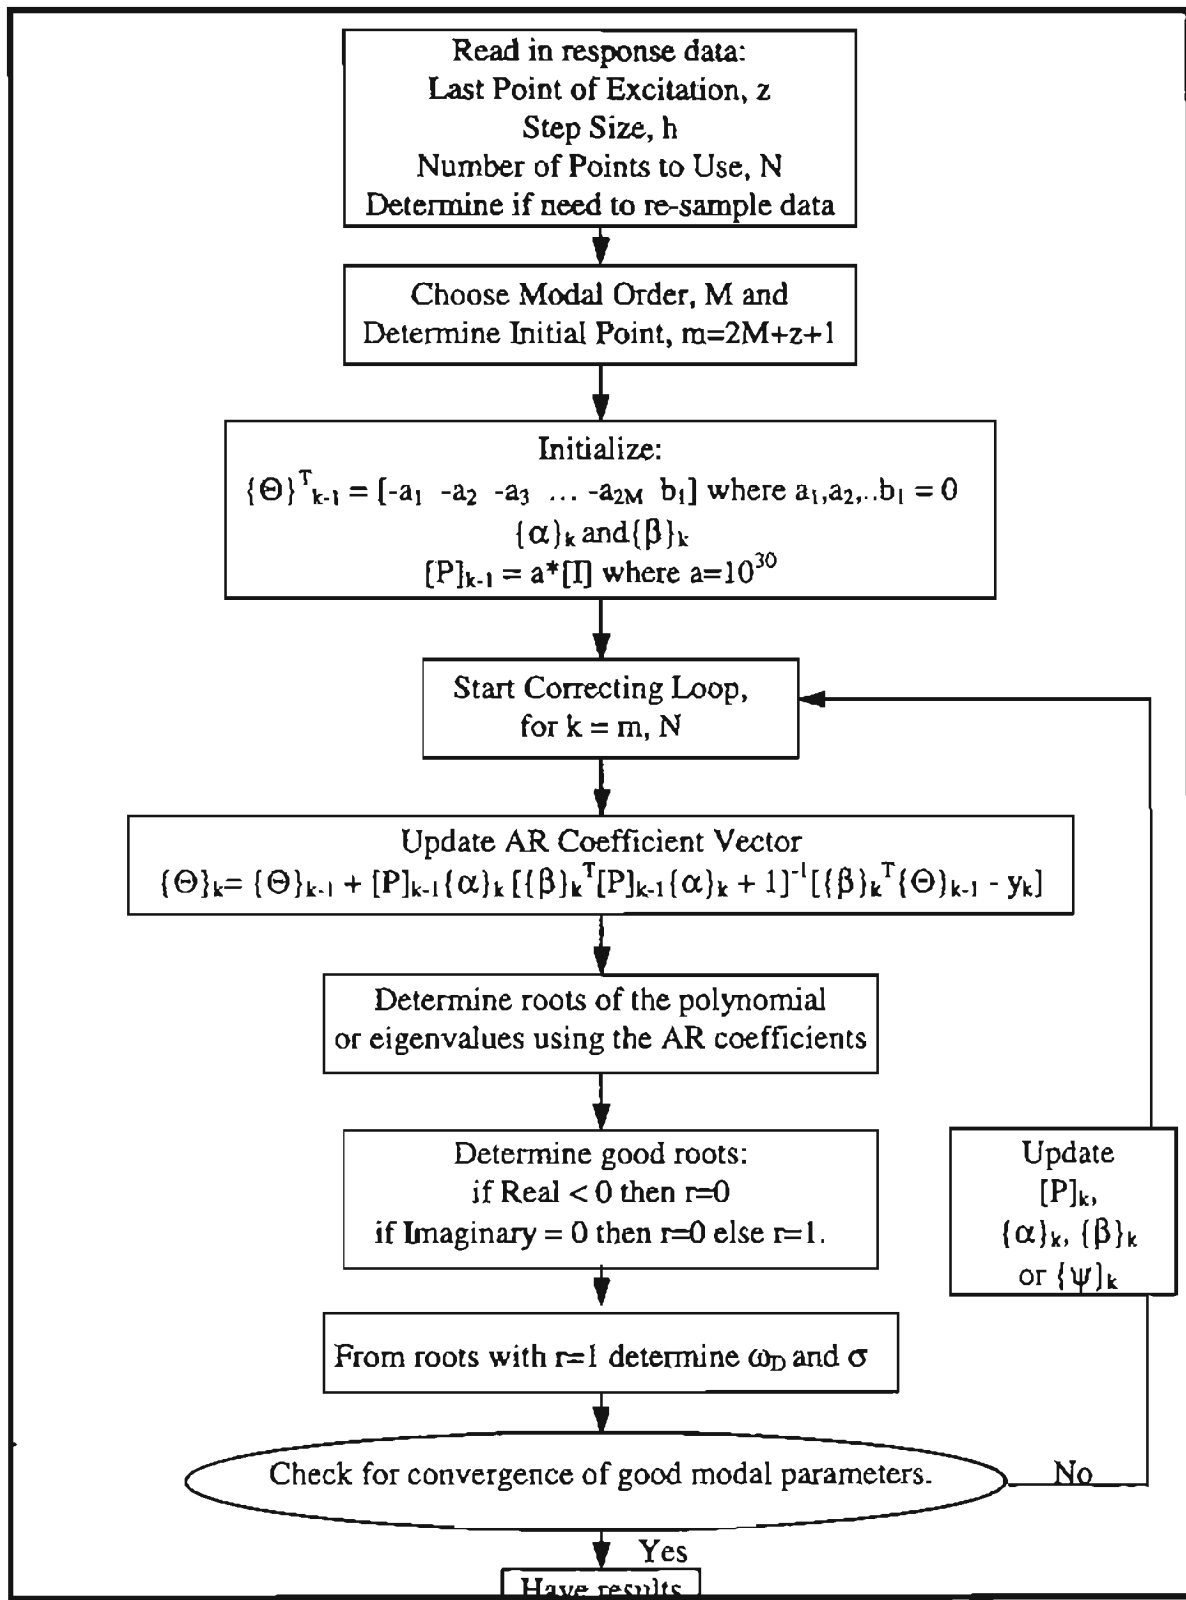 Read in response data:
Last Point of Excitation, z
Step Size, h
Number of Points to Use, N
Determine if need to re-sample data
Choose Modal Order, M and
Determine Initial Point, m=2M+z+1
Initialize:
{Θ}ᵀₖ₋₁ = [-a₁ -a₂ -a₃ ... -a₂M b₁] where a₁,a₂,..b₁ = 0
{α}ₖ and{β}ₖ
[P]ₖ₋₁ = a*[I] where a=10³⁰
Start Correcting Loop,
for k = m, N
Update AR Coefficient Vector
{Θ}ₖ= {Θ}ₖ₋₁ + [P]ₖ₋₁{α}ₖ [{β}ₖᵀ[P]ₖ₋₁{α}ₖ + 1]⁻¹[{β}ₖᵀ{Θ}ₖ₋₁ - yₖ]
Determine roots of the polynomial
or eigenvalues using the AR coefficients
Determine good roots:
if Real < 0 then r=0
if Imaginary = 0 then r=0 else r=1.
Update
[P]ₖ,
{α}ₖ, {β}ₖ
or {ψ]ₖ
From roots with r=1 determine ωD and σ
Check for convergence of good modal parameters.
No
Yes
Have results